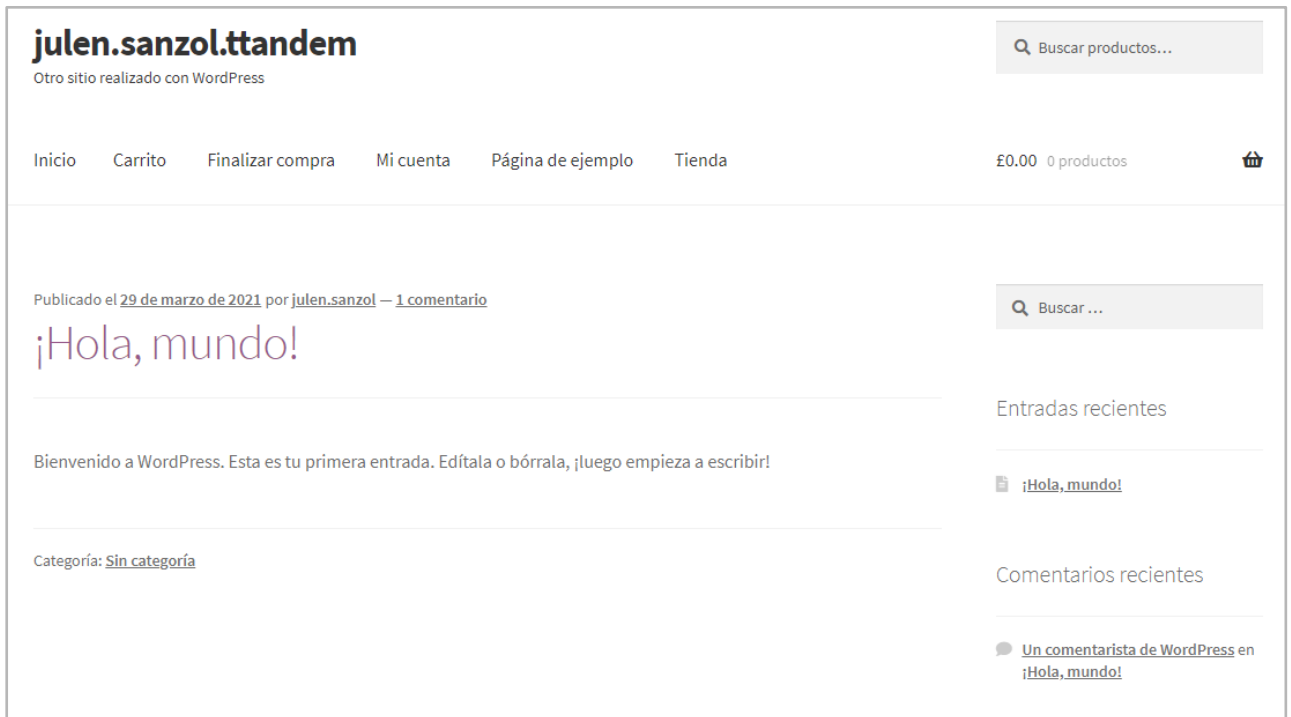 julen.sanzol.ttandem
Otro sitio realizado con WordPress
Buscar productos…
Inicio Carrito Finalizar compra Mi cuenta Página de ejemplo Tienda
£0.00 0 productos
Publicado el 29 de marzo de 2021 por julen.sanzol — 1 comentario
¡Hola, mundo!
Bienvenido a WordPress. Esta es tu primera entrada. Edítala o bórrala, ¡luego empieza a escribir!
Categoría: Sin categoría
Buscar …
Entradas recientes
¡Hola, mundo!
Comentarios recientes
Un comentarista de WordPress en
¡Hola, mundo!